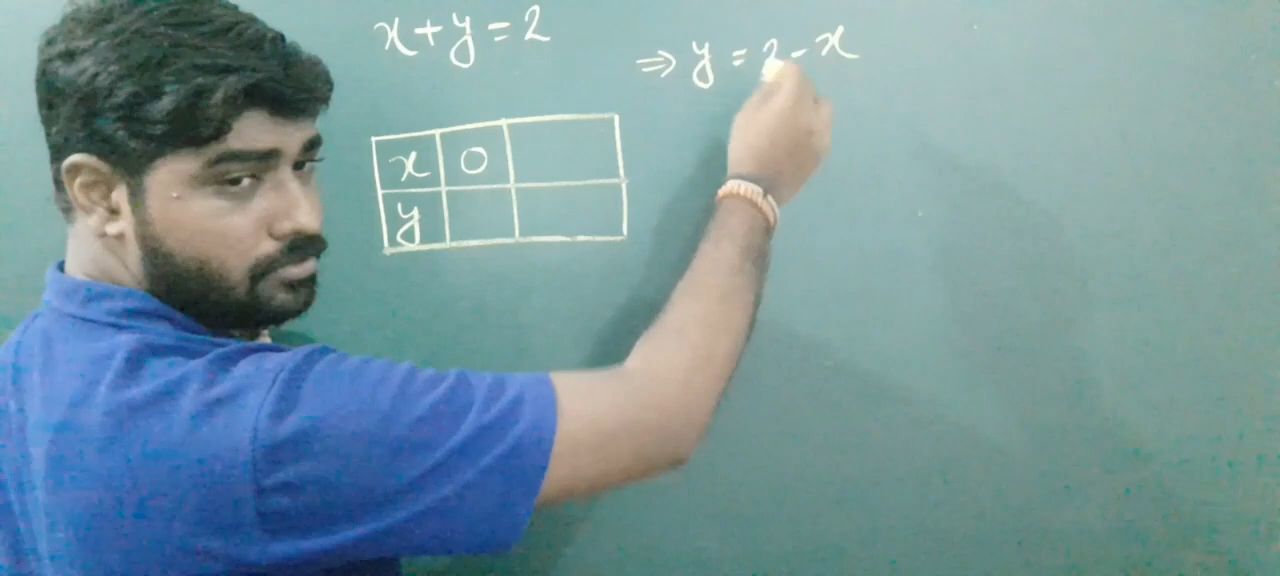 x + y = 2
⇒ y = 2 - x
x 0
y